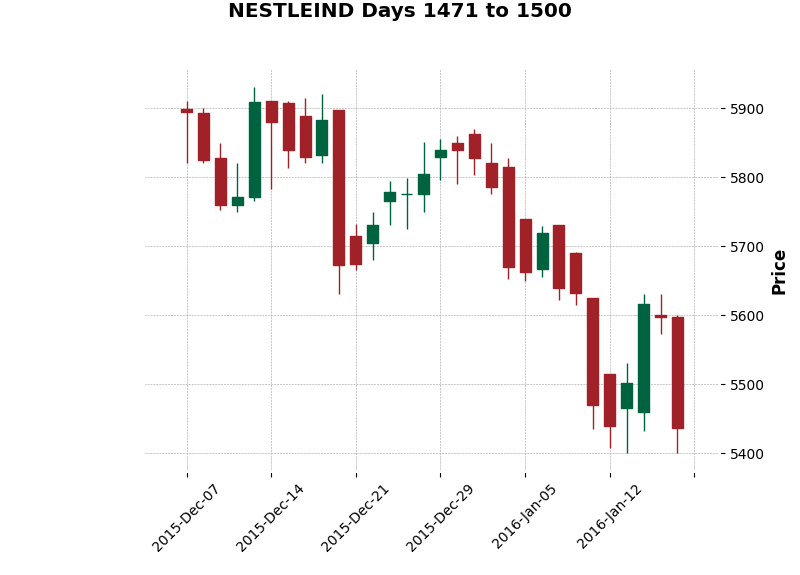 NESTLEIND Days 1471 to 1500
5900
5800
5700
5600
5500
5400
Price
2015-Dec-07
2015-Dec-14
2015-Dec-21
2015-Dec-29
2016-Jan-05
2016-Jan-12